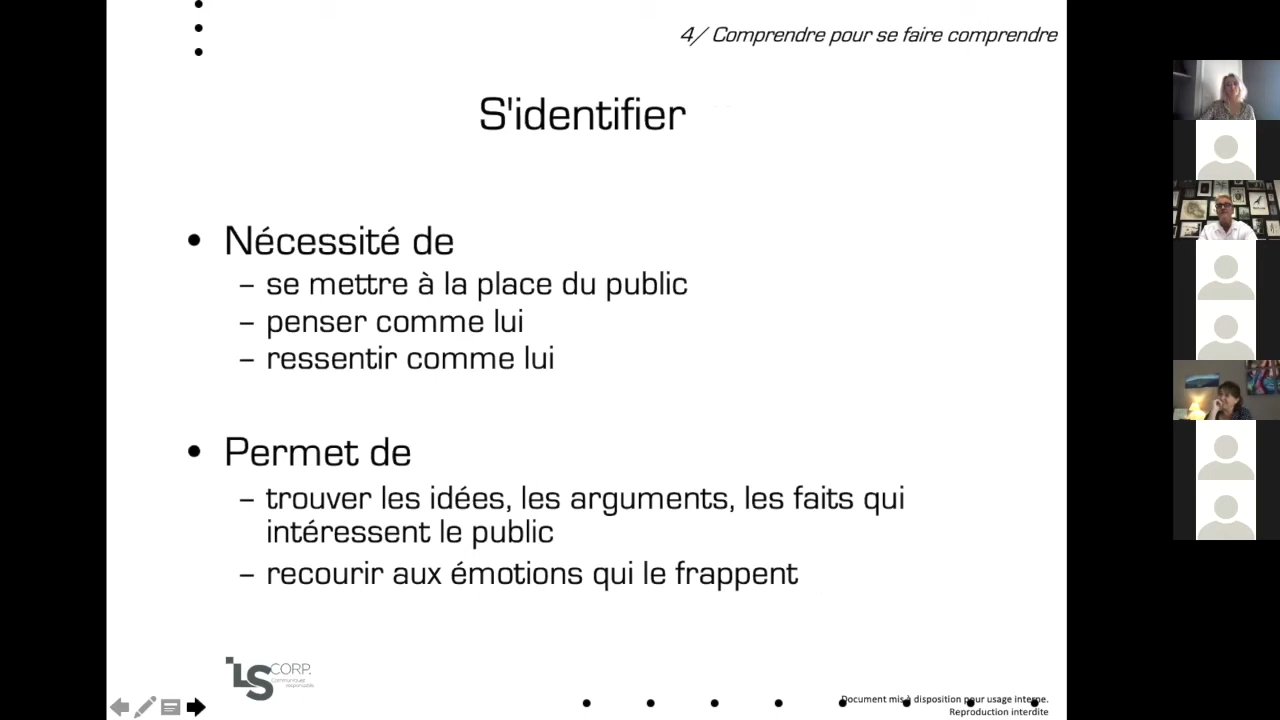 4/ Comprendre pour se faire comprendre
S'identifier
• Nécessité de
– se mettre à la place du public
– penser comme lui
– ressentir comme lui
• Permet de
– trouver les idées, les arguments, les faits qui
intéressent le public
– recourir aux émotions qui le frappent
LS CORP.
Communiquez
responsable
Document mis à disposition pour usage interne.
Reproduction interdite